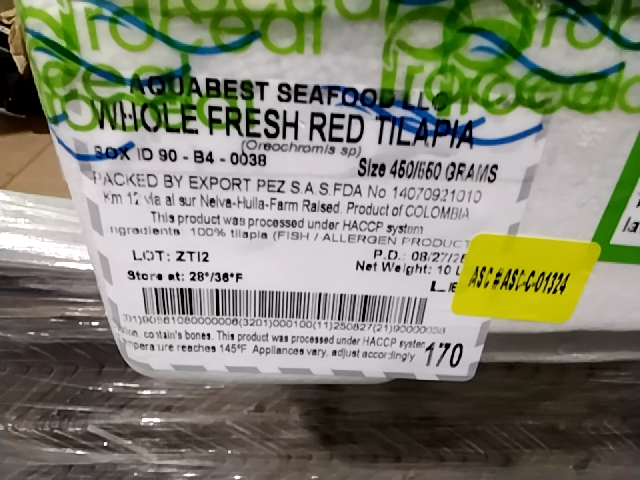 Proceal
AQUABEST SEAFOOD LLC
WHOLE FRESH RED TILAPIA
(Oreochromis sp)
BOX ID 90 - B4 - 0038
Size 450/550 GRAMS
PACKED BY EXPORT PEZ S.A.S.FDA No 14070921010
Km 12 via al sur Neiva-Huila-Farm Raised. Product of COLOMBIA
This product was processed under HACCP system
Ingredients: 100% tilapia (FISH / ALLERGEN PRODUCT
LOT: ZTI2
P.D.: 08/27/2
Store at: 28°/36°F
Net Weight: 10 L
ASC # ASC-C-01324
contain's bones. This product was processed under HACCP system
temperature reaches 145°F Appliances vary, adjust accordingly
170